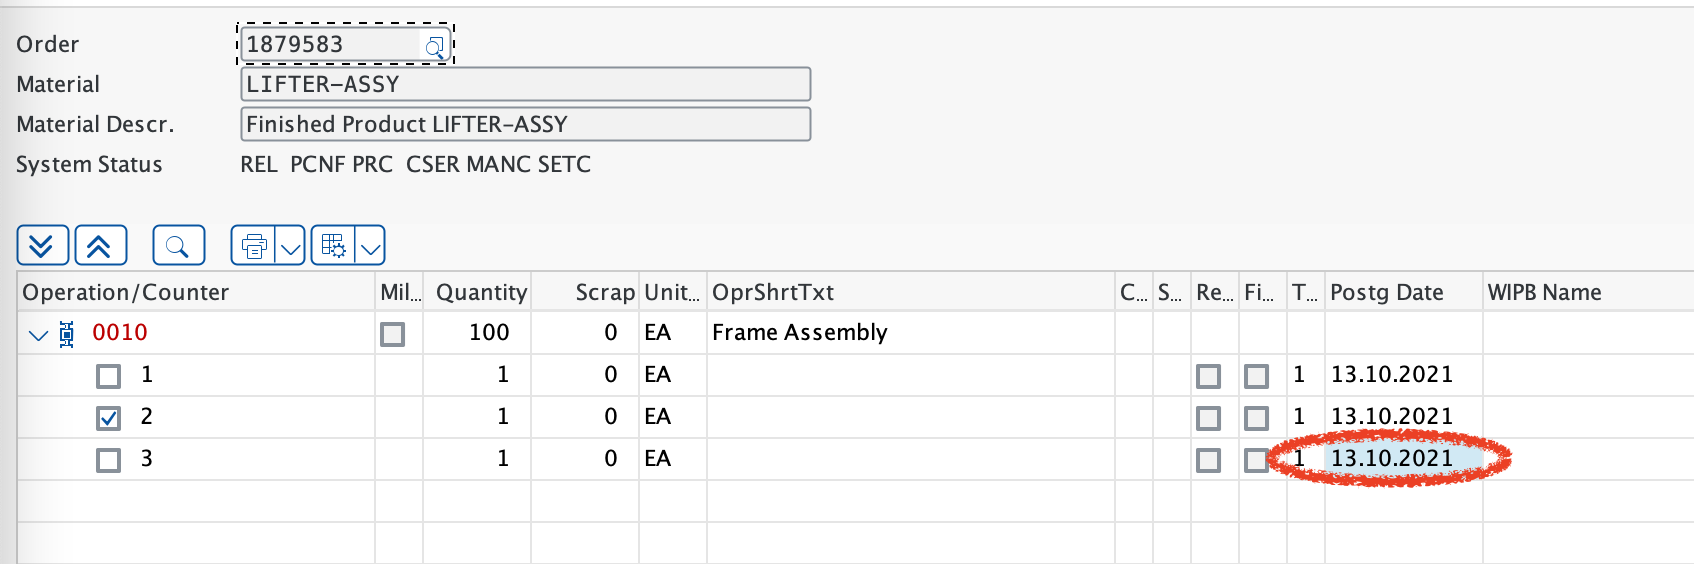 Order 1879583
Material LIFTER-ASSY
Material Descr. Finished Product LIFTER-ASSY
System Status REL PCNF PRC CSER MANC SETC
Operation/Counter Mil... Quantity Scrap Unit... OprShrtTxt C... S... Re... Fi... T... Postg Date WIPB Name
0010 100 0 EA Frame Assembly
1 1 0 EA 1 13.10.2021
2 1 0 EA 1 13.10.2021
3 1 0 EA 1 13.10.2021